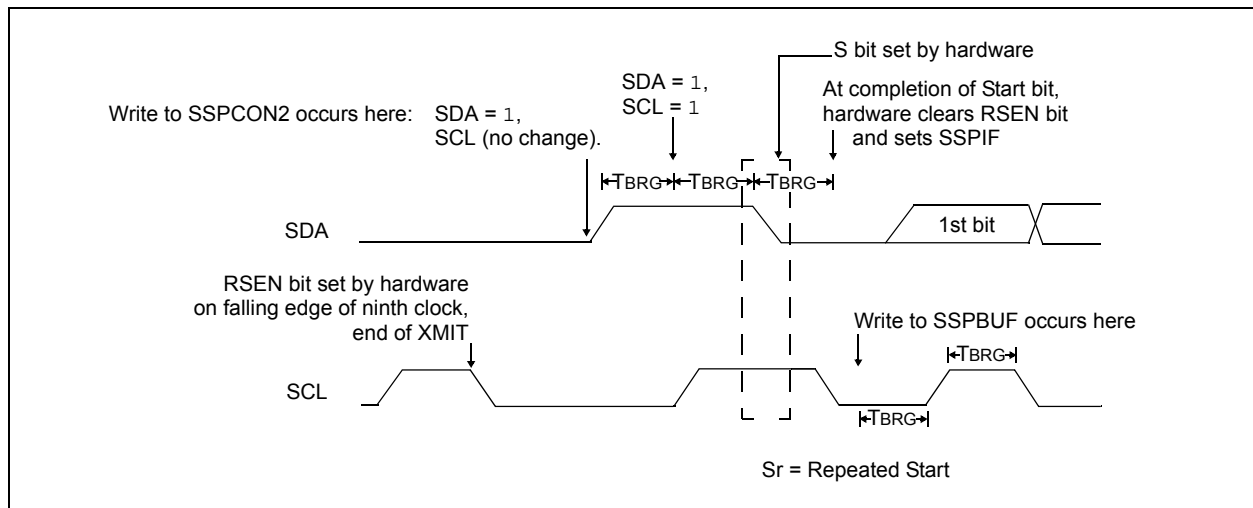 S bit set by hardware
SDA = 1,
SCL = 1
At completion of Start bit,
hardware clears RSEN bit
and sets SSPIF
Write to SSPCON2 occurs here:
SDA = 1,
SCL (no change).
TBRG
TBRG
TBRG
SDA
1st bit
RSEN bit set by hardware
on falling edge of ninth clock,
end of XMIT
Write to SSPBUF occurs here
TBRG
SCL
TBRG
Sr = Repeated Start